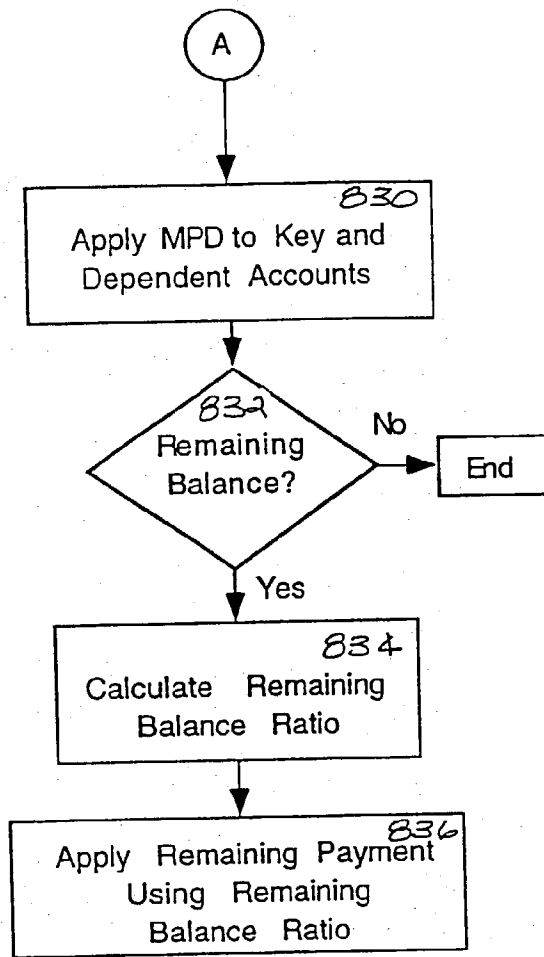 A
830
Apply MPD to Key and
Dependent Accounts
832
Remaining
Balance?
No
End
Yes
834
Calculate Remaining
Balance Ratio
836
Apply Remaining Payment
Using Remaining
Balance Ratio